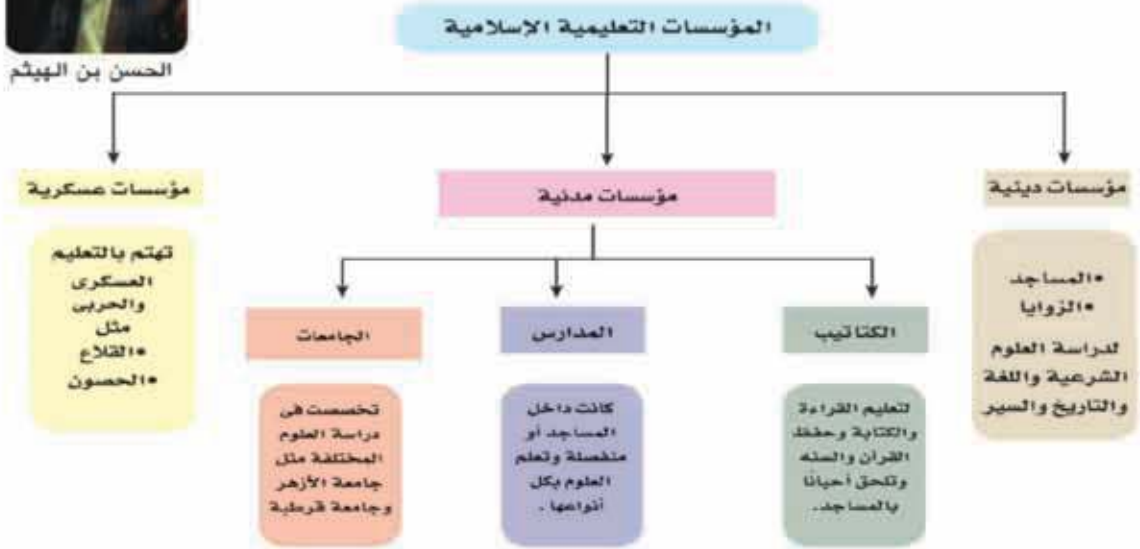 المؤسسات التعليمية الإسلامية
الحسن بن الهيثم
مؤسسات دينية
•المساجد
•الزوايا
لدراسة العلوم
الشرعية واللغة
والتاريخ والسير
مؤسسات مدنية
الكتاتيب
لتعليم القراءة
والكتابة وحفظ
القرآن والسنه
وتلحق أحيانًا
بالمساجد.
المدارس
كانت داخل
المساجد أو
منفصلة وتعلم
العلوم بكل
أنواعها .
الجامعات
تخصصت فى
دراسة العلوم
المختلفة مثل
جامعة الأزهر
وجامعة قرطبة
مؤسسات عسكرية
تهتم بالتعليم
العسكرى
والحربى
مثل
•القلاع
•الحصون